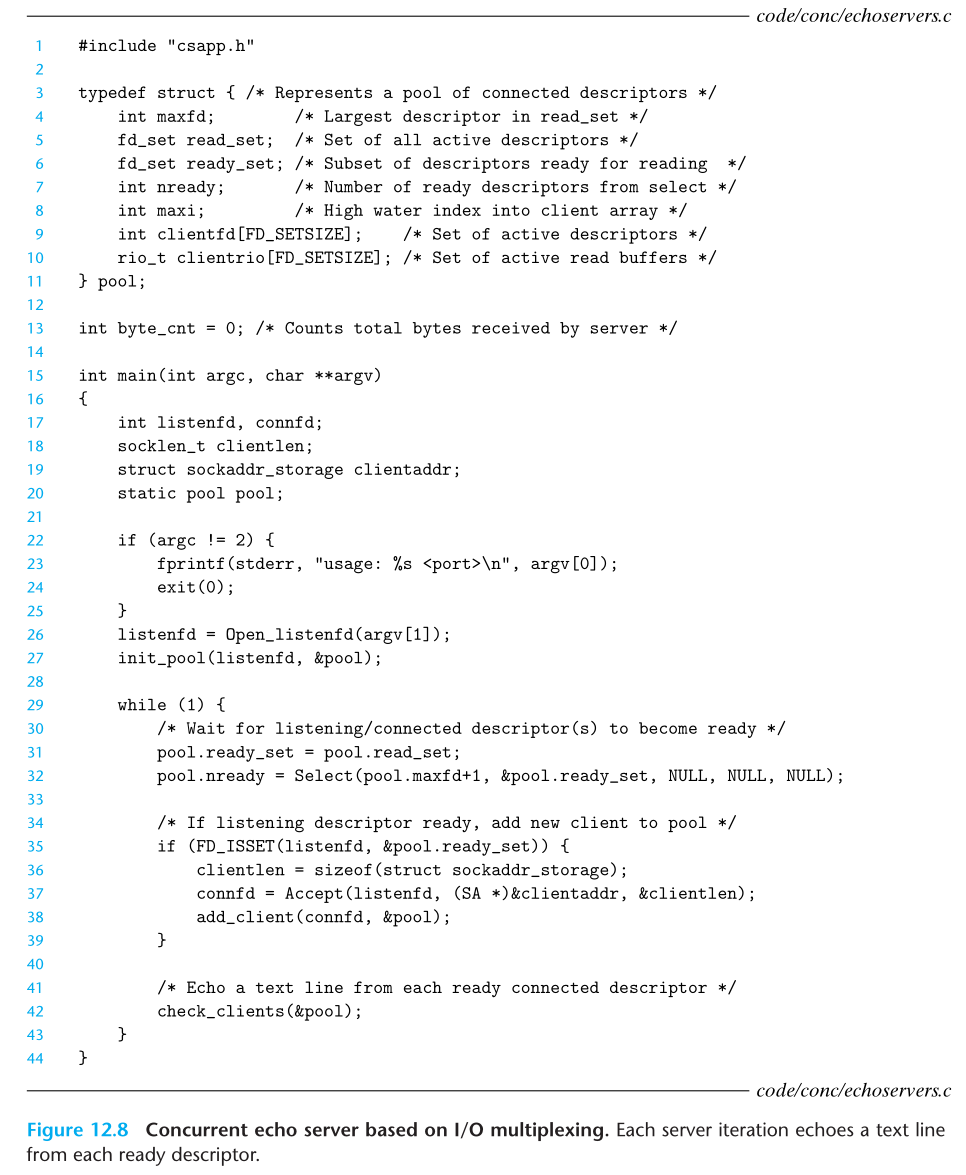 code/conc/echoservers.c
1 #include "csapp.h"
2
3 typedef struct { /* Represents a pool of connected descriptors */
4     int maxfd;        /* Largest descriptor in read_set */
5     fd_set read_set;  /* Set of all active descriptors */
6     fd_set ready_set; /* Subset of descriptors ready for reading  */
7     int nready;       /* Number of ready descriptors from select */
8     int maxi;         /* High water index into client array */
9     int clientfd[FD_SETSIZE];    /* Set of active descriptors */
10     rio_t clientrio[FD_SETSIZE]; /* Set of active read buffers */
11 } pool;
12
13 int byte_cnt = 0; /* Counts total bytes received by server */
14
15 int main(int argc, char **argv)
16 {
17     int listenfd, connfd;
18     socklen_t clientlen;
19     struct sockaddr_storage clientaddr;
20     static pool pool;
21
22     if (argc != 2) {
23         fprintf(stderr, "usage: %s <port>\n", argv[0]);
24         exit(0);
25     }
26     listenfd = Open_listenfd(argv[1]);
27     init_pool(listenfd, &pool);
28
29     while (1) {
30         /* Wait for listening/connected descriptor(s) to become ready */
31         pool.ready_set = pool.read_set;
32         pool.nready = Select(pool.maxfd+1, &pool.ready_set, NULL, NULL, NULL);
33
34         /* If listening descriptor ready, add new client to pool */
35         if (FD_ISSET(listenfd, &pool.ready_set)) {
36             clientlen = sizeof(struct sockaddr_storage);
37             connfd = Accept(listenfd, (SA *)&clientaddr, &clientlen);
38             add_client(connfd, &pool);
39         }
40
41         /* Echo a text line from each ready connected descriptor */
42         check_clients(&pool);
43     }
44 }
code/conc/echoservers.c
Figure 12.8 Concurrent echo server based on I/O multiplexing. Each server iteration echoes a text line
from each ready descriptor.